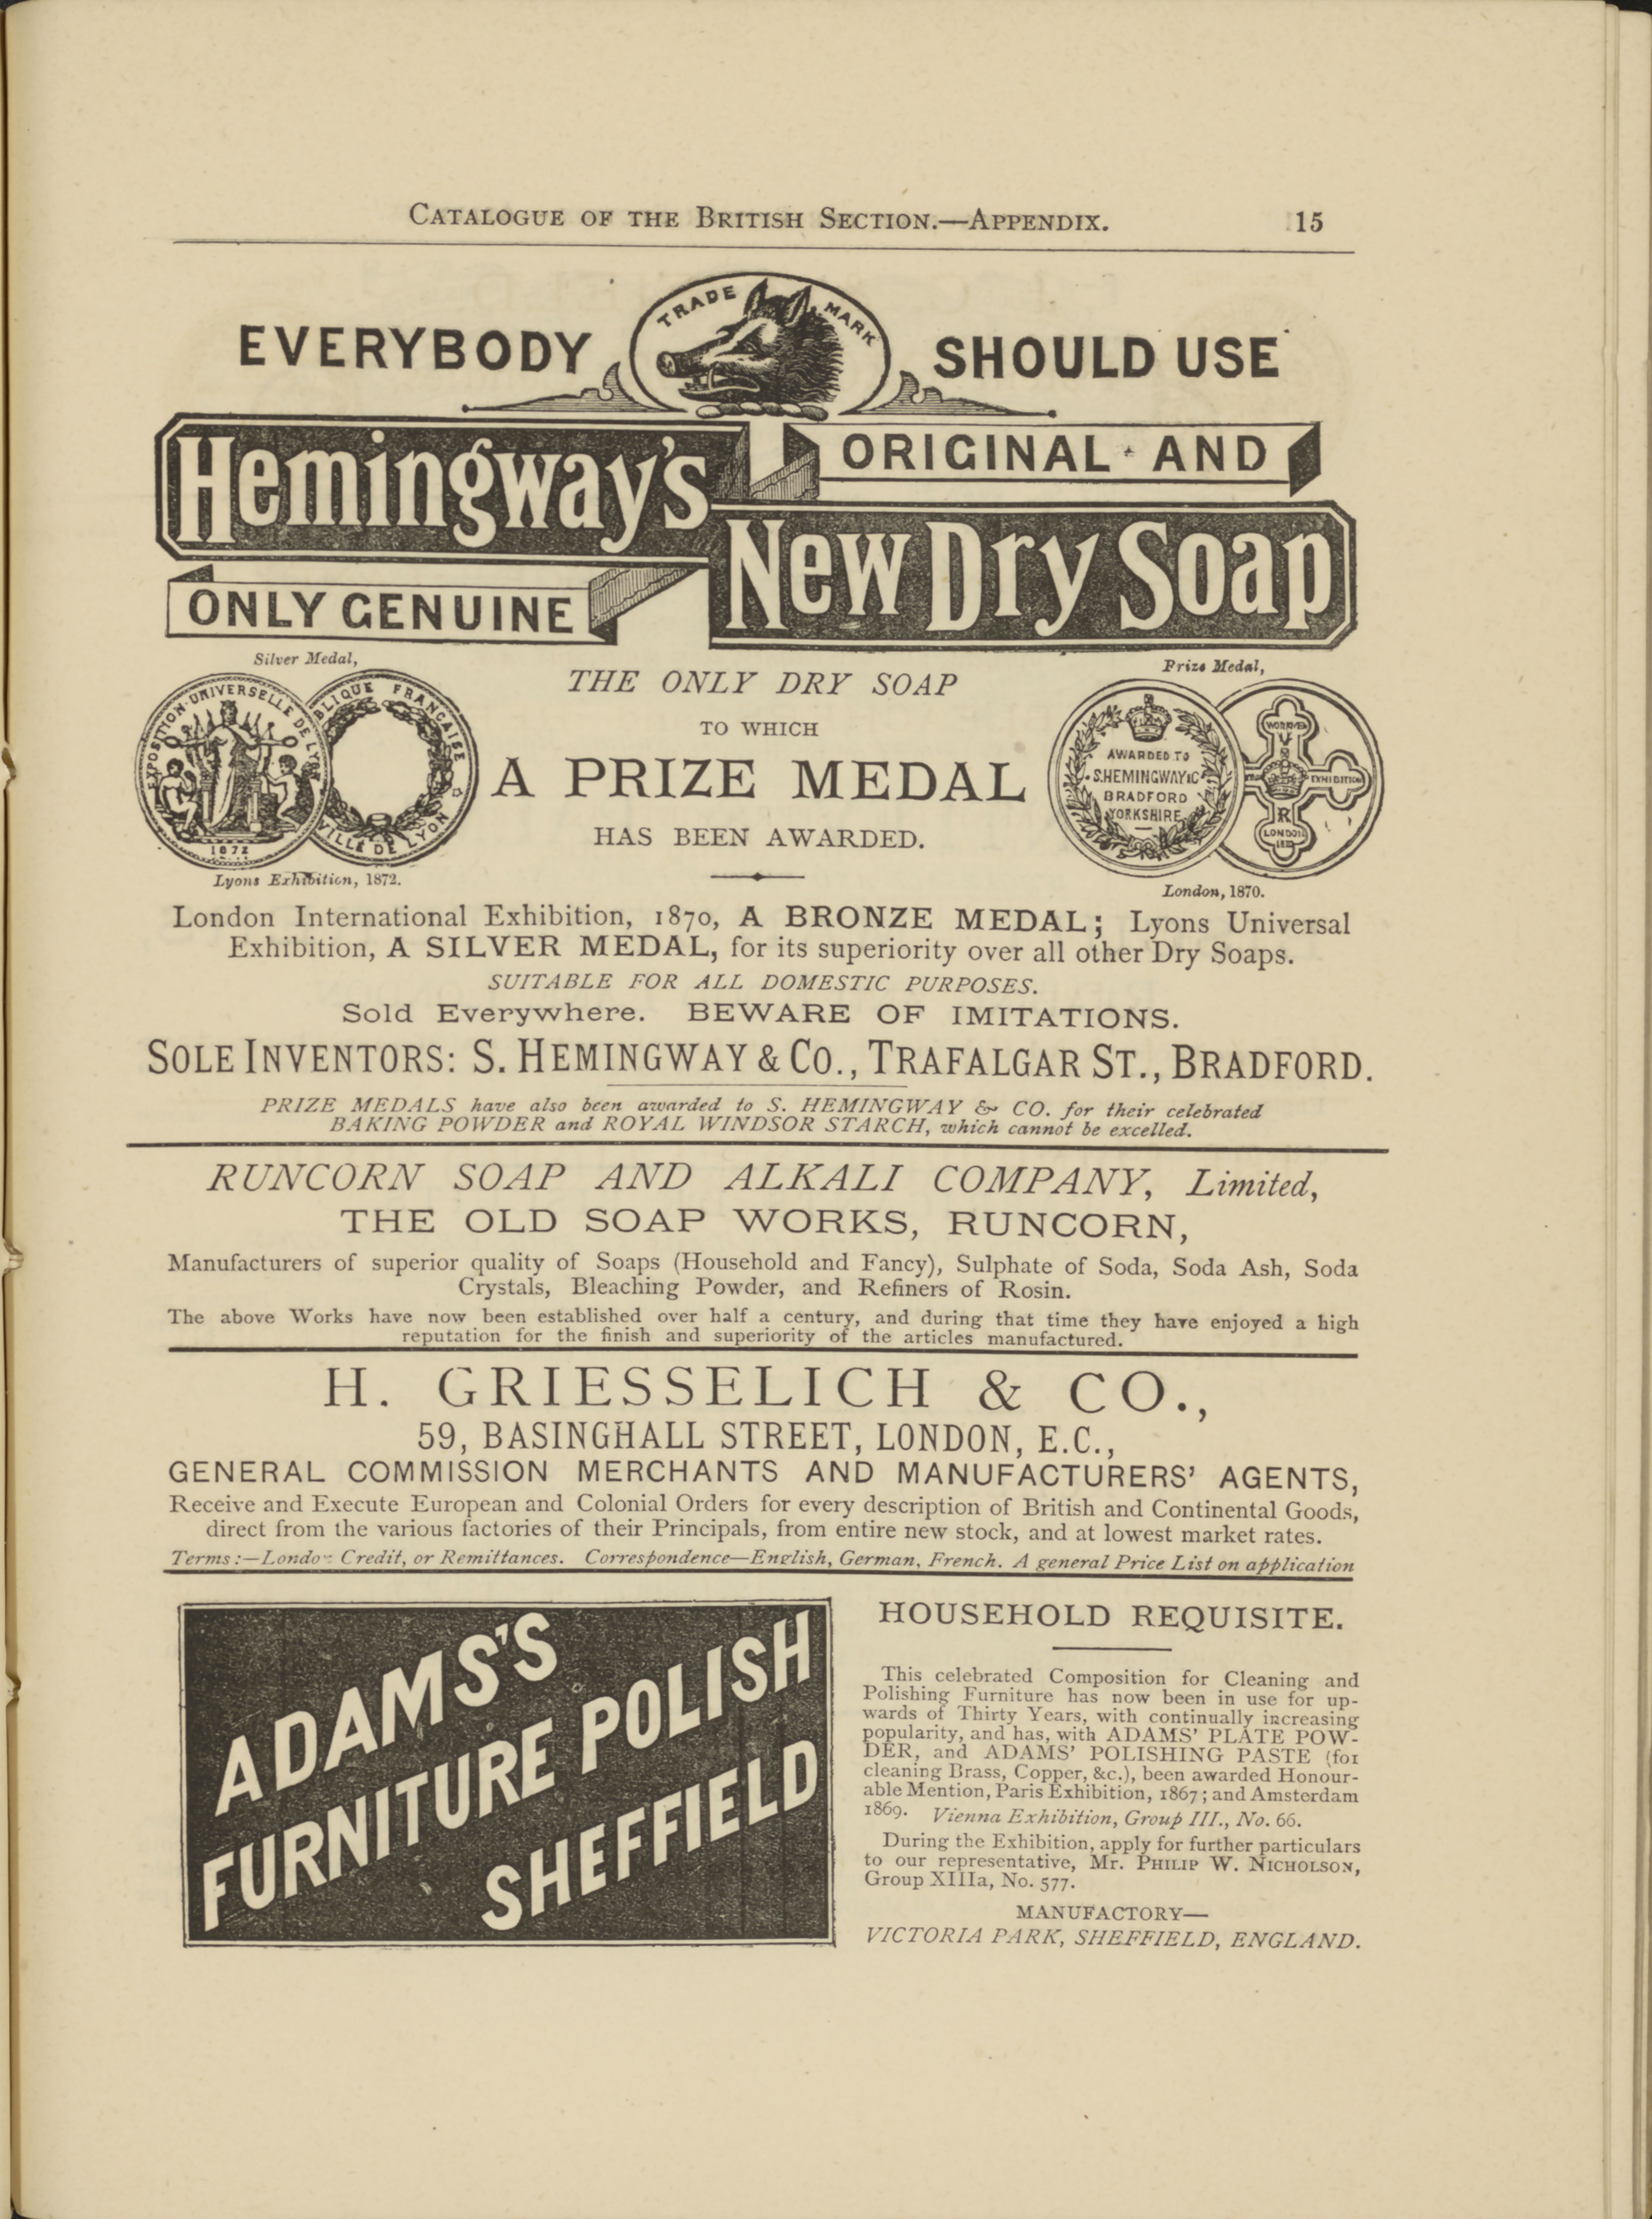 CATALOGUE OF THE BRITISH SECTION.—APPENDIX. 15
TRADE MARK
EVERYBODY SHOULD USE
Hemingway's
ORIGINAL AND
ONLY GENUINE
New Dry Soap
Silver Medal,
EXPOSITION UNIVERSELLE DE
BLIQUE FRANCAISE
VILLE DE LYON
1872
Lyons Exhibition, 1872.
THE ONLY DRY SOAP
TO WHICH
A PRIZE MEDAL
HAS BEEN AWARDED.
Prize Medal,
AWARDED TO
S.HEMINGWAY&C
BRADFORD
YORKSHIRE
WORKMEN
V
EXHIBITION
R
LONDON
London, 1870.
London International Exhibition, 1870, A BRONZE MEDAL; Lyons Universal
Exhibition, A SILVER MEDAL, for its superiority over all other Dry Soaps.
SUITABLE FOR ALL DOMESTIC PURPOSES.
Sold Everywhere. BEWARE OF IMITATIONS.
SOLE INVENTORS: S. HEMINGWAY & CO., TRAFALGAR ST., BRADFORD.
PRIZE MEDALS have also been awarded to S. HEMINGWAY & CO. for their celebrated
BAKING POWDER and ROYAL WINDSOR STARCH, which cannot be excelled.
RUNCORN SOAP AND ALKALI COMPANY, Limited,
THE OLD SOAP WORKS, RUNCORN,
Manufacturers of superior quality of Soaps (Household and Fancy), Sulphate of Soda, Soda Ash, Soda
Crystals, Bleaching Powder, and Refiners of Rosin.
The above Works have now been established over half a century, and during that time they have enjoyed a high
reputation for the finish and superiority of the articles manufactured.
H. GRIESSELICH & CO.,
59, BASINGHALL STREET, LONDON, E.C.,
GENERAL COMMISSION MERCHANTS AND MANUFACTURERS' AGENTS,
Receive and Execute European and Colonial Orders for every description of British and Continental Goods,
direct from the various factories of their Principals, from entire new stock, and at lowest market rates.
Terms:—London Credit, or Remittances. Correspondence—English, German, French. A general Price List on application
ADAMS'S
FURNITURE POLISH
SHEFFIELD
HOUSEHOLD REQUISITE.
This celebrated Composition for Cleaning and
Polishing Furniture has now been in use for up-
wards of Thirty Years, with continually increasing
popularity, and has, with ADAMS' PLATE POW-
DER, and ADAMS' POLISHING PASTE (for
cleaning Brass, Copper, &c.), been awarded Honour-
able Mention, Paris Exhibition, 1867; and Amsterdam
1869. Vienna Exhibition, Group III., No. 66.
During the Exhibition, apply for further particulars
to our representative, Mr. PHILIP W. NICHOLSON,
Group XIIIa, No. 577.
MANUFACTORY—
VICTORIA PARK, SHEFFIELD, ENGLAND.